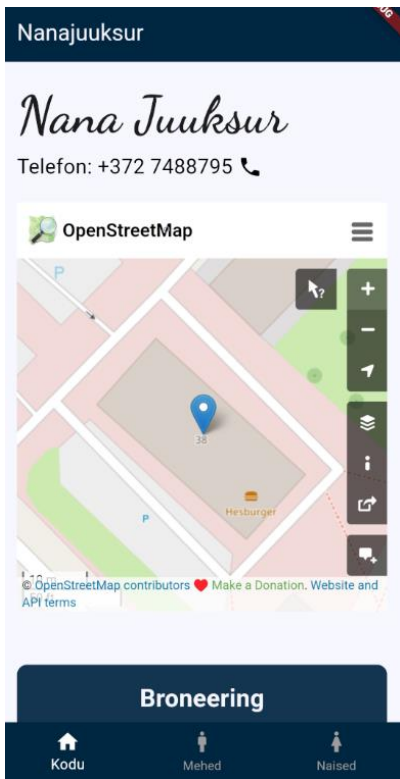 Nanajuuksur
Nana Juuksur
Telefon: +372 7488795
OpenStreetMap
P
38
Hesburger
P
© OpenStreetMap contributors ❤ Make a Donation. Website and
API terms
Broneering
Kodu Mehed Naised